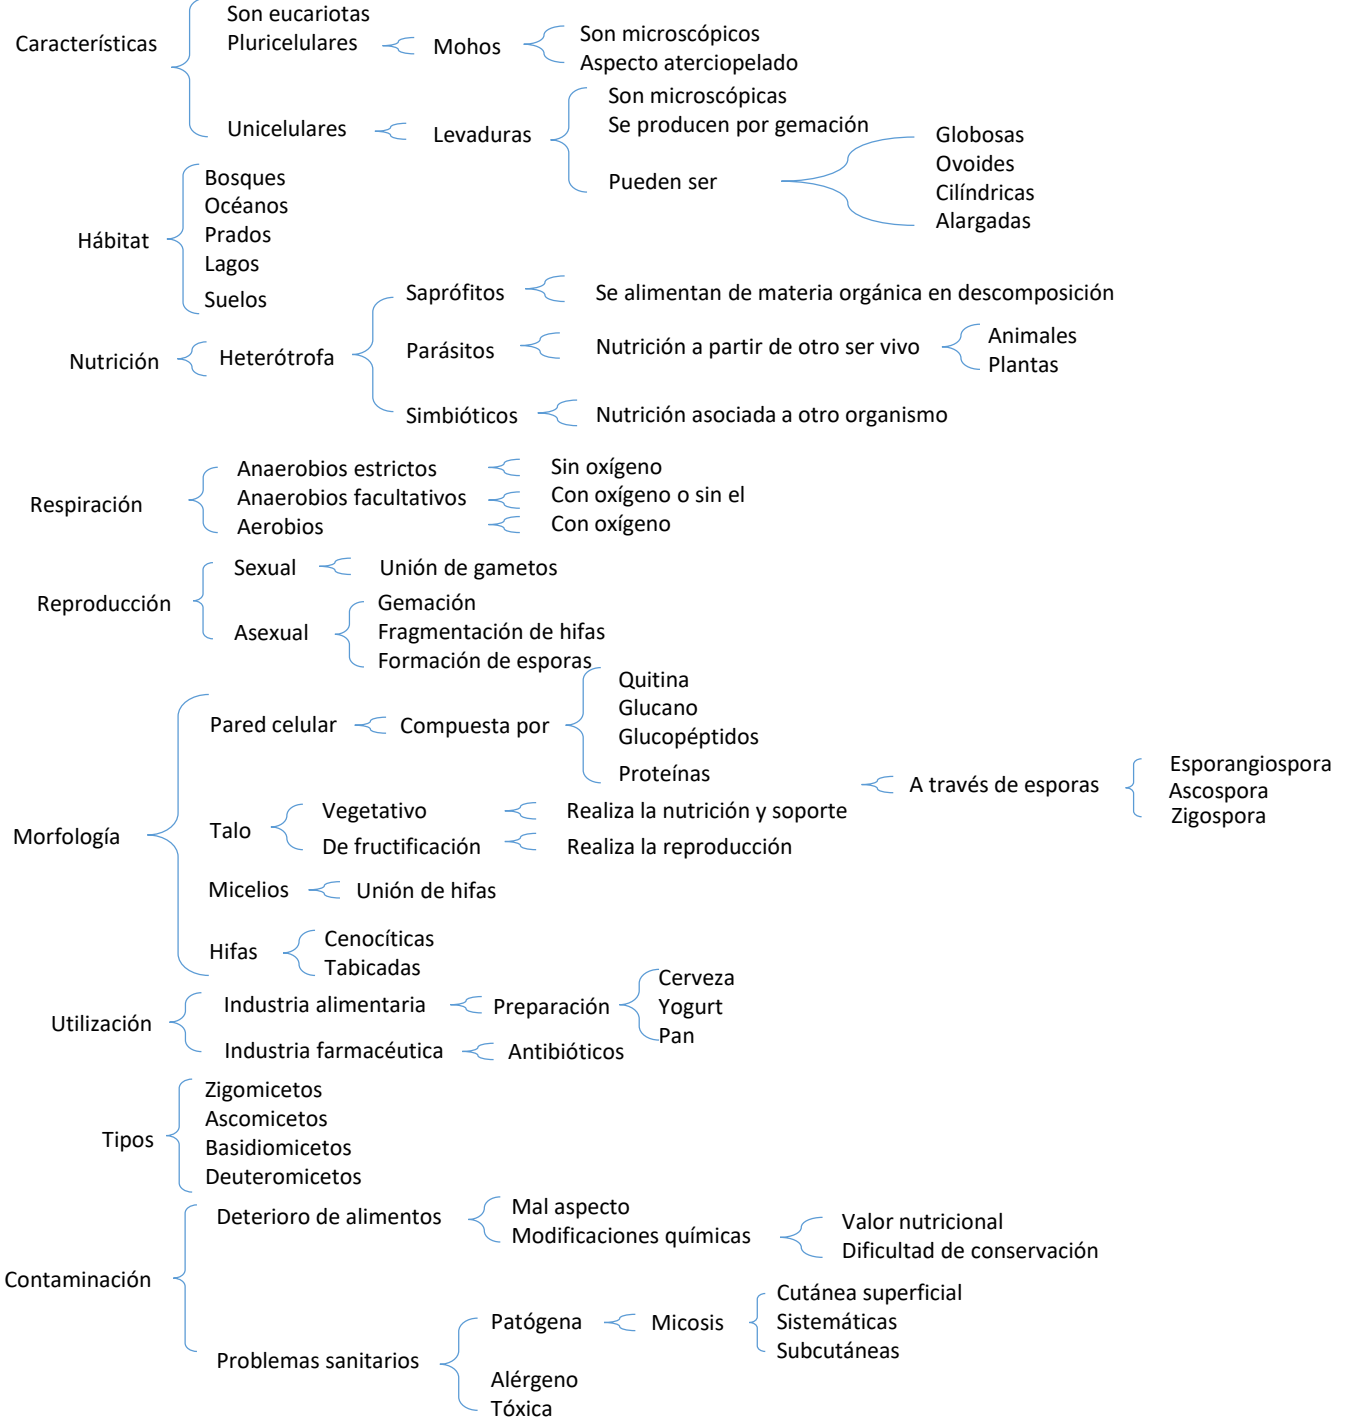 Son eucariotas
Características
Pluricelulares
Mohos
Son microscópicos
Aspecto aterciopelado
Unicelulares
Levaduras
Son microscópicas
Se producen por gemación
Pueden ser
Globosas
Ovoides
Cilíndricas
Alargadas
Hábitat
Bosques
Océanos
Prados
Lagos
Suelos
Nutrición
Heterótrofa
Saprófitos
Se alimentan de materia orgánica en descomposición
Parásitos
Nutrición a partir de otro ser vivo
Animales
Plantas
Simbióticos
Nutrición asociada a otro organismo
Respiración
Anaerobios estrictos
Sin oxígeno
Anaerobios facultativos
Con oxígeno o sin el
Aerobios
Con oxígeno
Reproducción
Sexual
Unión de gametos
Asexual
Gemación
Fragmentación de hifas
Formación de esporas
Morfología
Pared celular
Compuesta por
Quitina
Glucano
Glucopéptidos
Proteínas
Talo
Vegetativo
Realiza la nutrición y soporte
De fructificación
Realiza la reproducción
A través de esporas
Esporangiospora
Ascospora
Zigospora
Micelios
Unión de hifas
Hifas
Cenocíticas
Tabicadas
Utilización
Industria alimentaria
Preparación
Cerveza
Yogurt
Pan
Industria farmacéutica
Antibióticos
Tipos
Zigomicetos
Ascomicetos
Basidiomicetos
Deuteromicetos
Contaminación
Deterioro de alimentos
Mal aspecto
Modificaciones químicas
Valor nutricional
Dificultad de conservación
Problemas sanitarios
Patógena
Micosis
Cutánea superficial
Sistemáticas
Subcutáneas
Alérgeno
Tóxica